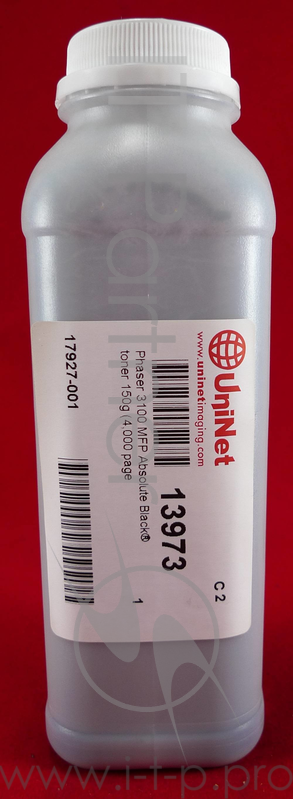 UniNet
www.uninetimaging.com
C 2
13973
Phaser 3100 MFP Absolute Black®
toner 150g (4,000 page
1
17927-001
www.i-t-p.pro